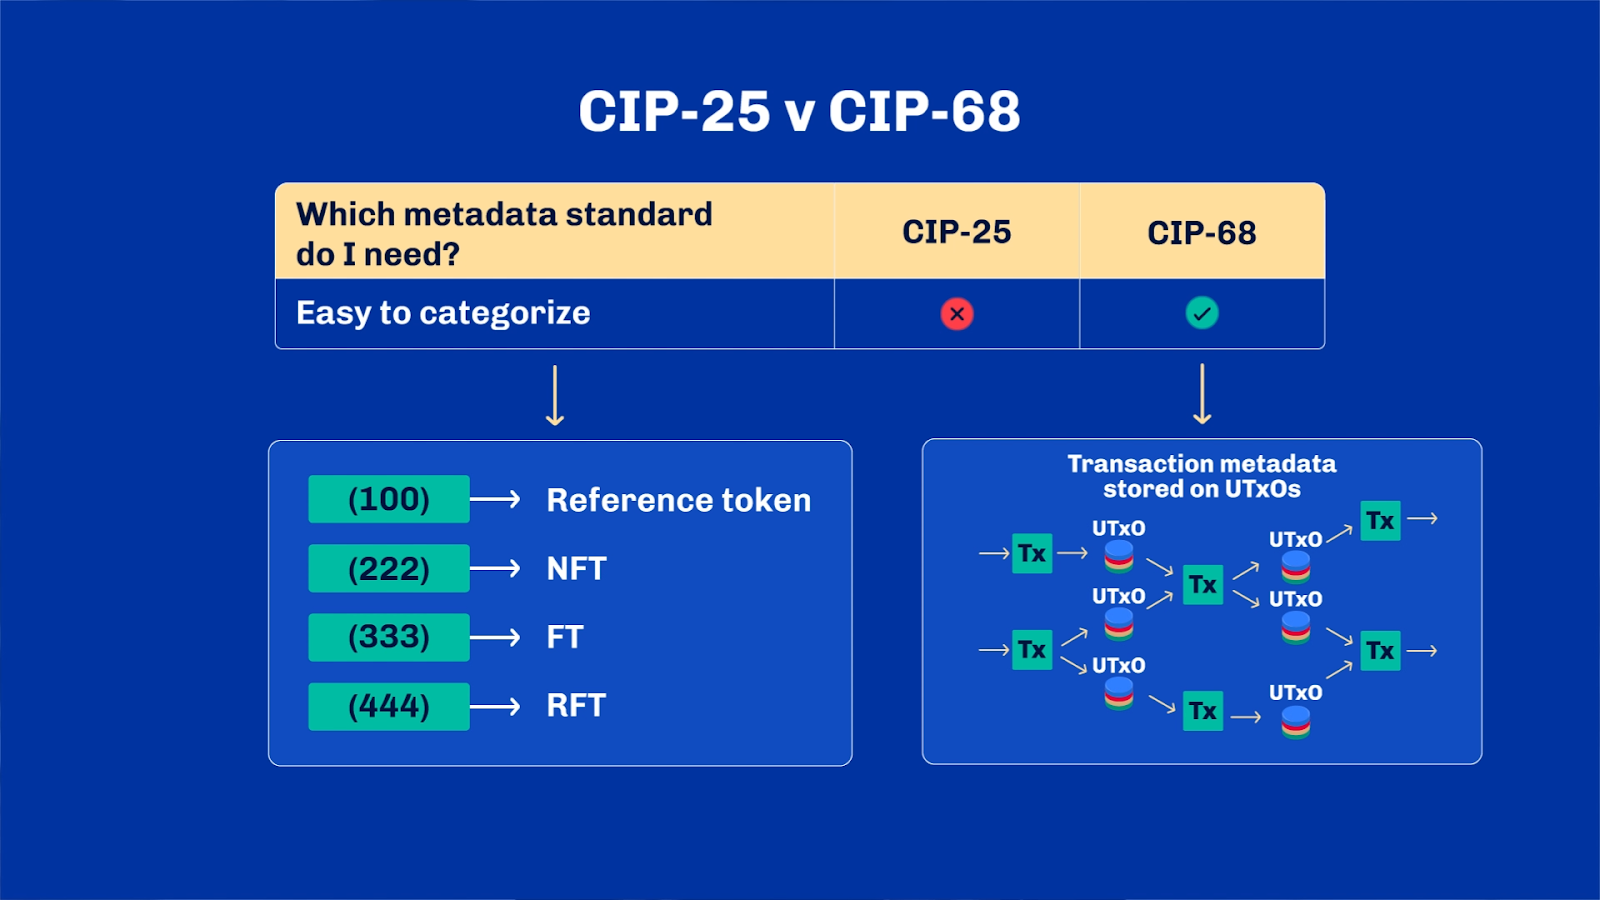 CIP-25 v CIP-68
Which metadata standard
do I need?
CIP-25
CIP-68
Easy to categorize
(100)
Reference token
(222)
NFT
(333)
FT
(444)
RFT
Transaction metadata
stored on UTxOs
Tx
UTxO
UTxO
Tx
UTxO
Tx
UTxO
UTxO
Tx
Tx
UTxO
Tx
UTxO
Tx